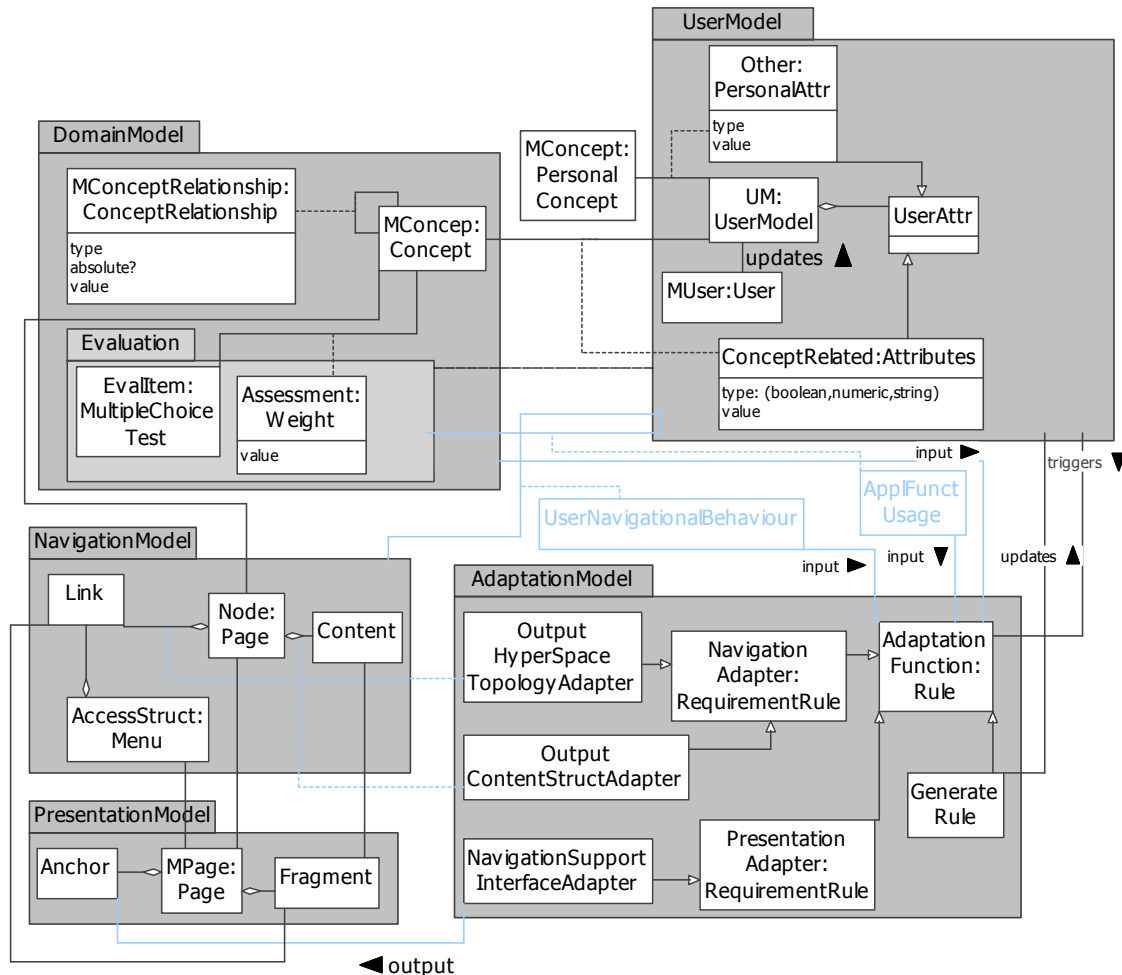 UserModel
Other:
PersonalAttr
type
value
DomainModel
MConcept:
Personal
Concept
MConceptRelationship:
ConceptRelationship
type
absolute?
value
MConcep:
Concept
UM:
UserModel
UserAttr
updates
MUser:User
Evaluation
EvalItem:
MultipleChoice
Test
Assessment:
Weight
value
ConceptRelated:Attributes
type: (boolean,numeric,string)
value
input
triggers
ApplFunct
Usage
UserNavigationalBehaviour
input
input
updates
NavigationModel
Link
Node:
Page
Content
AccessStruct:
Menu
AdaptationModel
Output
HyperSpace
TopologyAdapter
Navigation
Adapter:
RequirementRule
Adaptation
Function:
Rule
Output
ContentStructAdapter
Generate
Rule
PresentationModel
Anchor
MPage:
Page
Fragment
NavigationSupport
InterfaceAdapter
Presentation
Adapter:
RequirementRule
output